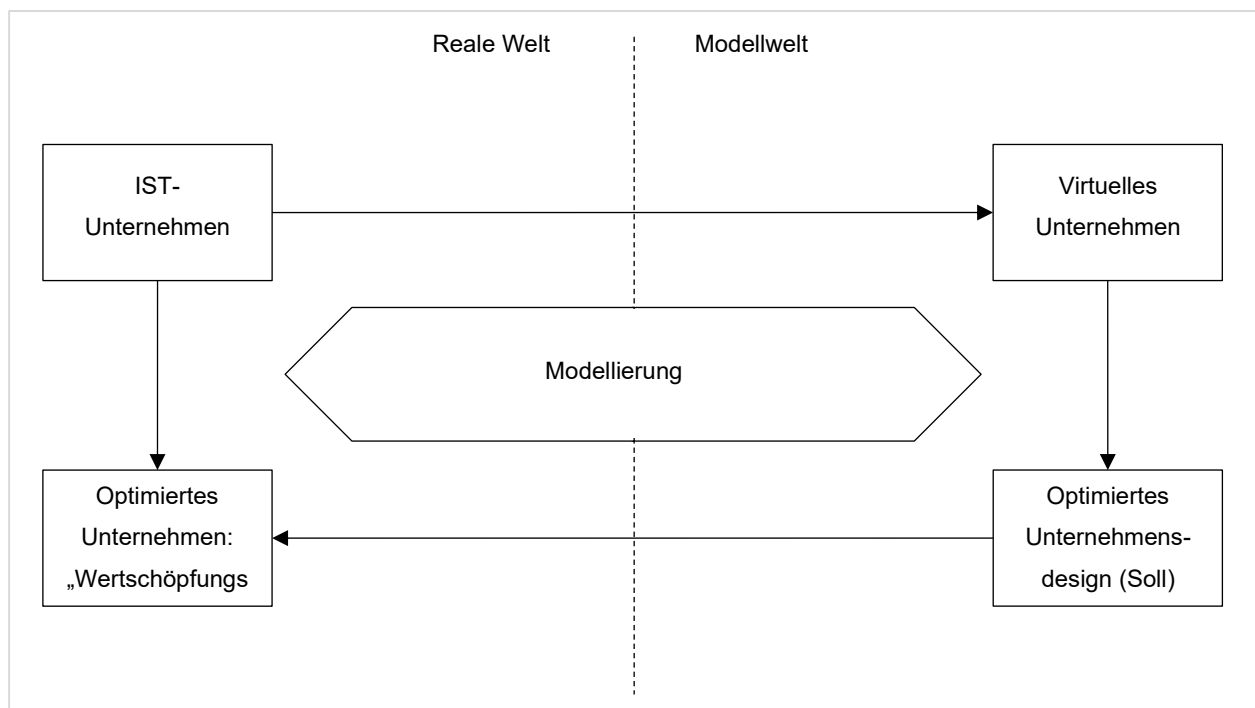 Reale Welt
Modellwelt
IST-
Unternehmen
Virtuelles
Unternehmen
Modellierung
Optimiertes
Unternehmen:
„Wertschöpfungs
Optimiertes
Unternehmens-
design (Soll)